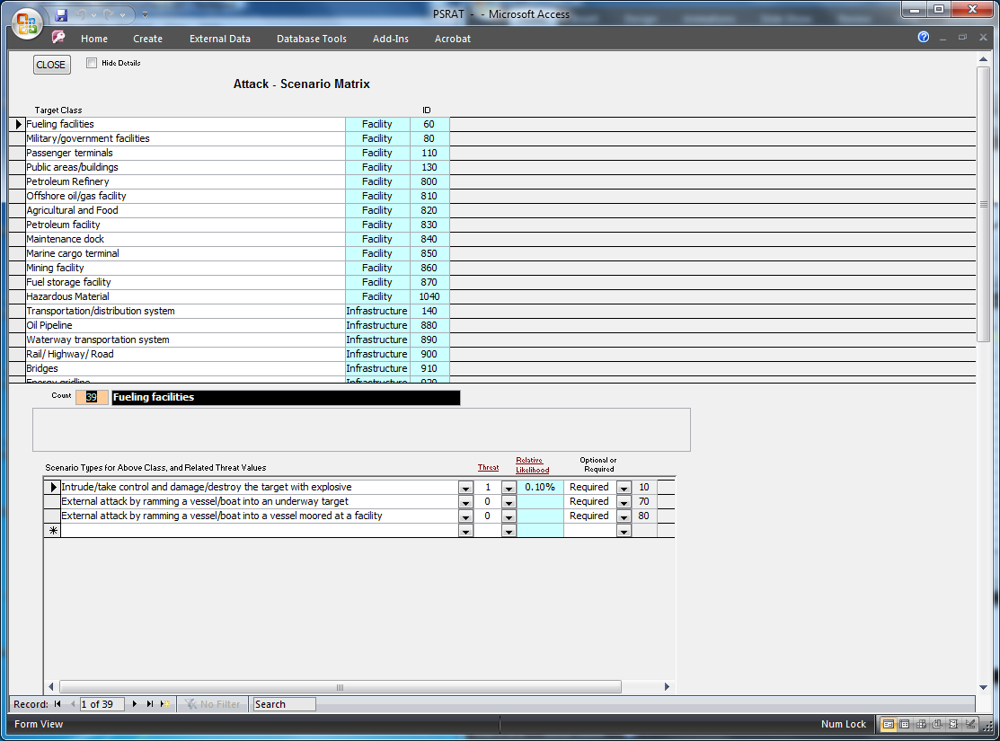 PSRAT - - Microsoft Access
Home Create External Data Database Tools Add-Ins Acrobat
CLOSE Hide Details
Attack - Scenario Matrix
Target Class ID
Fueling facilities Facility 60
Military/government facilities Facility 80
Passenger terminals Facility 110
Public areas/buildings Facility 130
Petroleum Refinery Facility 800
Offshore oil/gas facility Facility 810
Agricultural and Food Facility 820
Petroleum facility Facility 830
Maintenance dock Facility 840
Marine cargo terminal Facility 850
Mining facility Facility 860
Fuel storage facility Facility 870
Hazardous Material Facility 1040
Transportation/distribution system Infrastructure 140
Oil Pipeline Infrastructure 880
Waterway transportation system Infrastructure 890
Rail/ Highway/ Road Infrastructure 900
Bridges Infrastructure 910
Energy gridline Infrastructure 920
Count 39 Fueling facilities
Scenario Types for Above Class, and Related Threat Values Threat Relative Likelihood Optional or Required
Intrude/take control and damage/destroy the target with explosive 1 0.10% Required 10
External attack by ramming a vessel/boat into an underway target 0 Required 70
External attack by ramming a vessel/boat into a vessel moored at a facility 0 Required 80
Record: 1 of 39 No Filter Search
Form View Num Lock